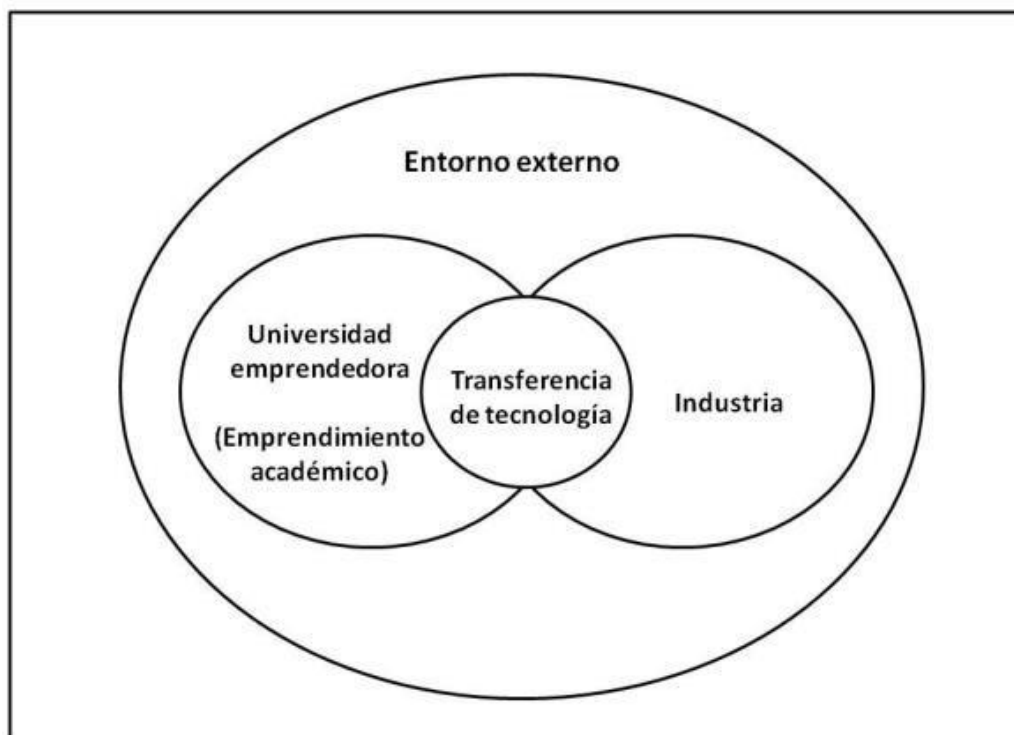 Entorno externo
Universidad
emprendedora
(Emprendimiento
académico)
Transferencia
de tecnología
Industria